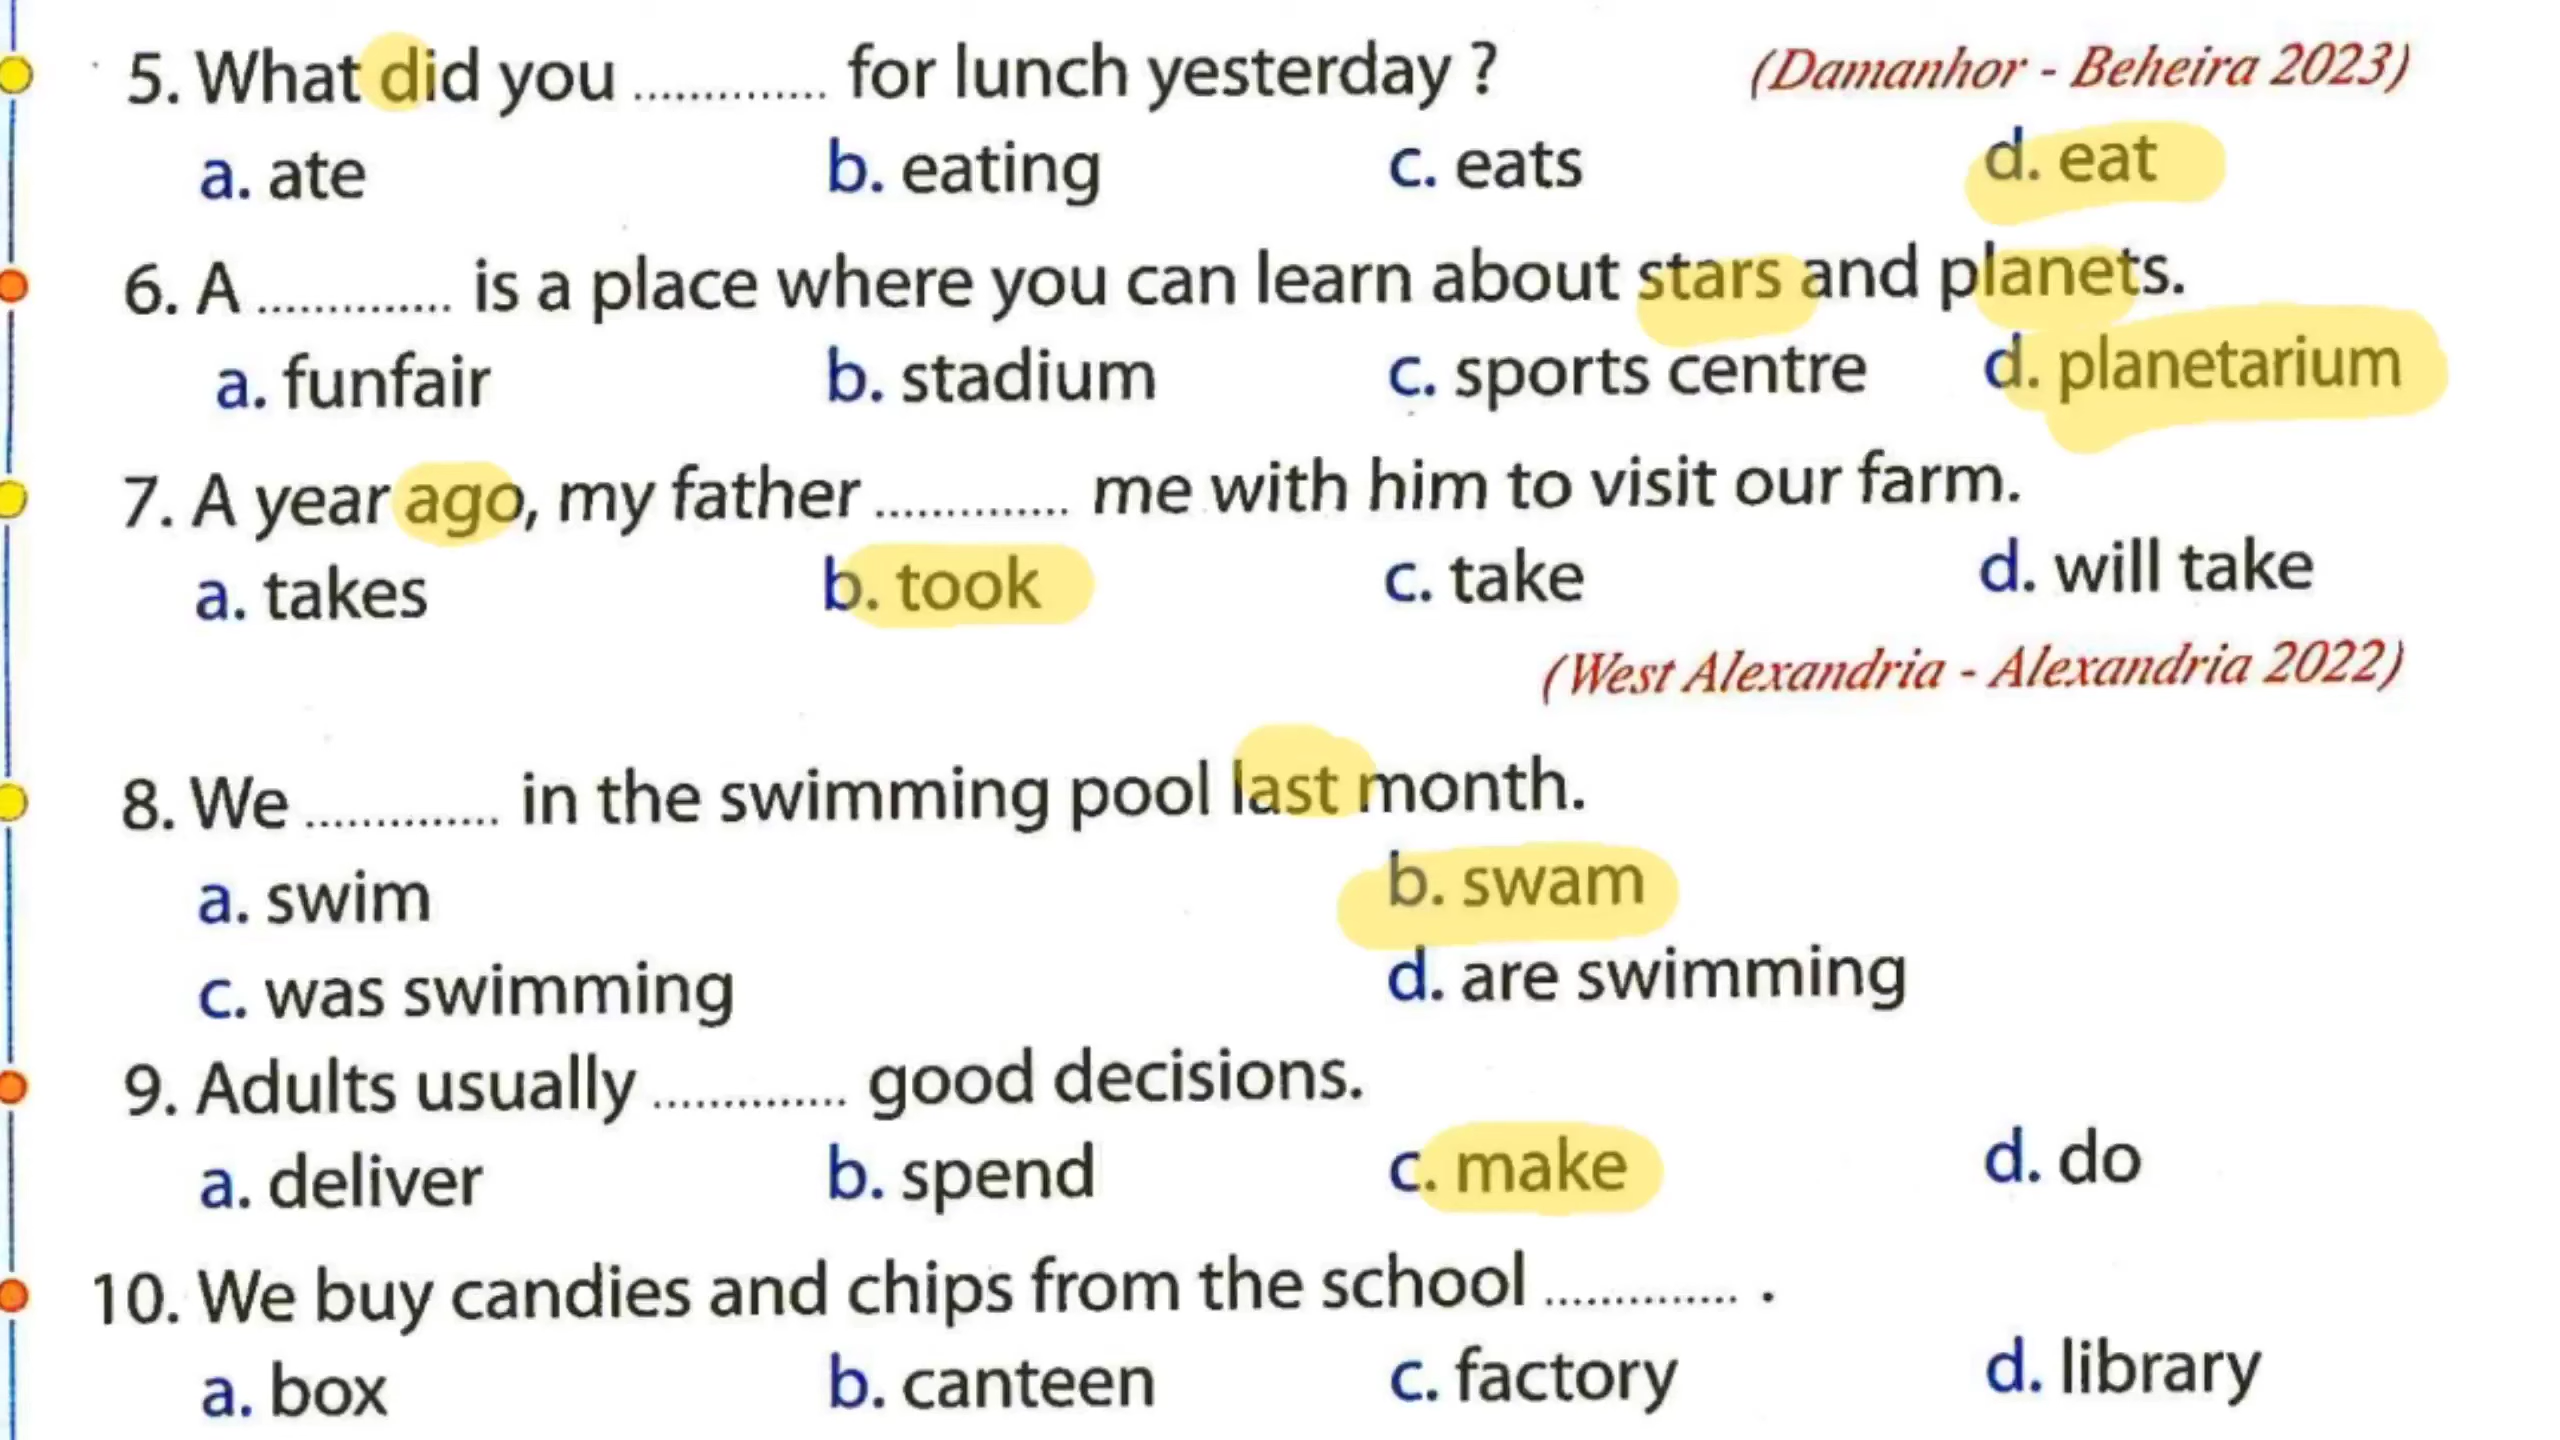 5. What did you .............. for lunch yesterday ? (Damanhor - Beheira 2023)
a. ate b. eating c. eats d. eat
6. A .............. is a place where you can learn about stars and planets.
a. funfair b. stadium c. sports centre d. planetarium
7. A year ago, my father .............. me with him to visit our farm.
a. takes b. took c. take d. will take
(West Alexandria - Alexandria 2022)
8. We .............. in the swimming pool last month.
a. swim b. swam
c. was swimming d. are swimming
9. Adults usually .............. good decisions.
a. deliver b. spend c. make d. do
10. We buy candies and chips from the school .............. .
a. box b. canteen c. factory d. library